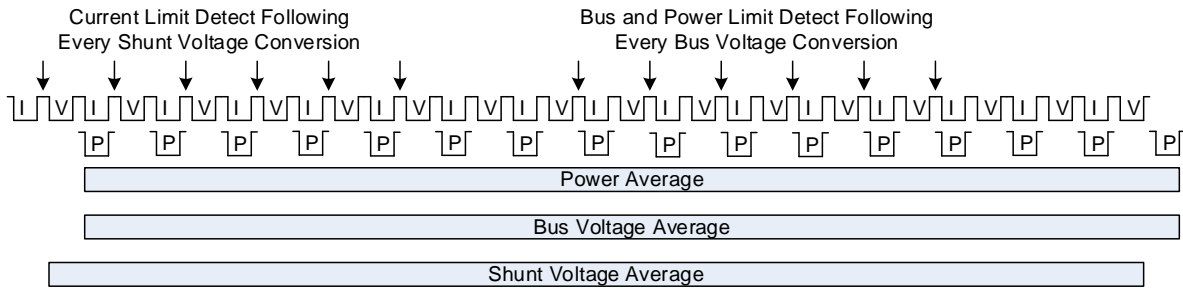 Current Limit Detect Following
Every Shunt Voltage Conversion
Bus and Power Limit Detect Following
Every Bus Voltage Conversion
I V I V I V I V I V I V I V I V I V I V I V I V I V I V I V I V
P P P P P P P P P P P P P P P P
Power Average
Bus Voltage Average
Shunt Voltage Average